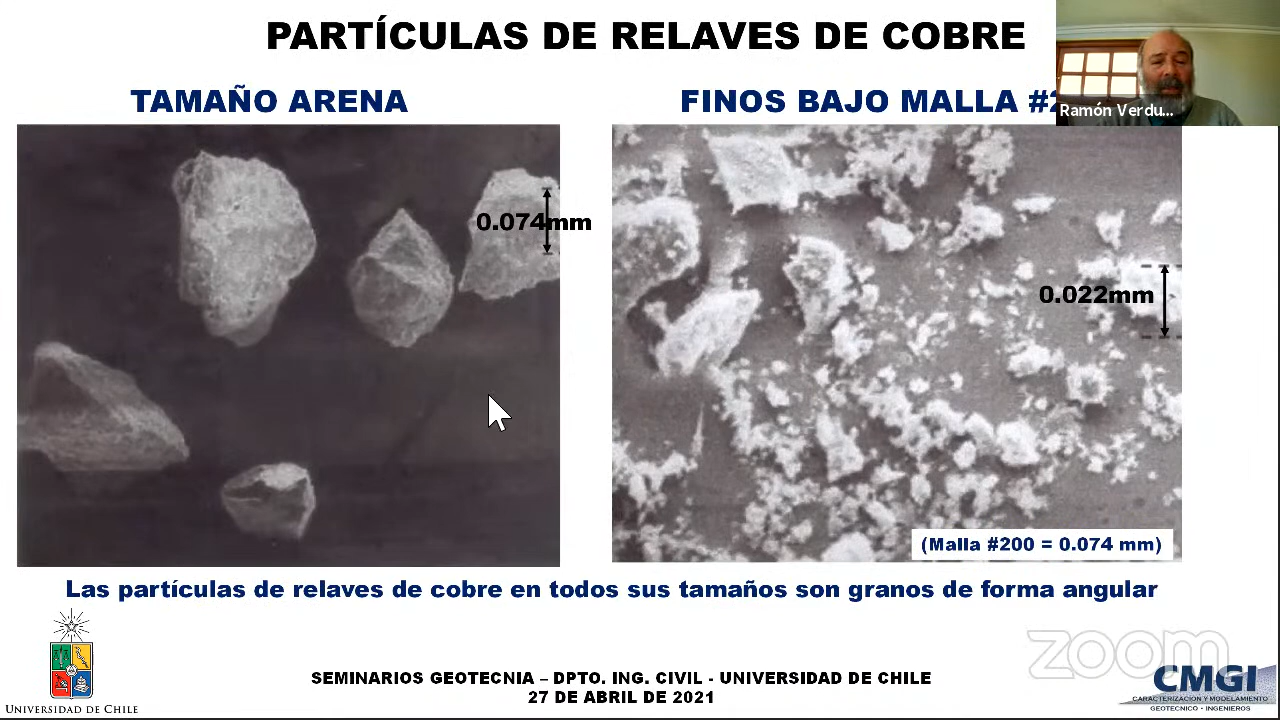 PARTÍCULAS DE RELAVES DE COBRE
TAMAÑO ARENA
FINOS BAJO MALLA
Ramón Verdu...
0.074mm
0.022mm
(Malla #200 = 0.074 mm)
Las partículas de relaves de cobre en todos sus tamaños son granos de forma angular
UNIVERSIDAD DE CHILE
SEMINARIOS GEOTECNIA – DPTO. ING. CIVIL - UNIVERSIDAD DE CHILE
27 DE ABRIL DE 2021
zoom
CMGI
CARACTERIZACIÓN Y MODELAMIENTO
GEOTECNICO • INGENIEROS